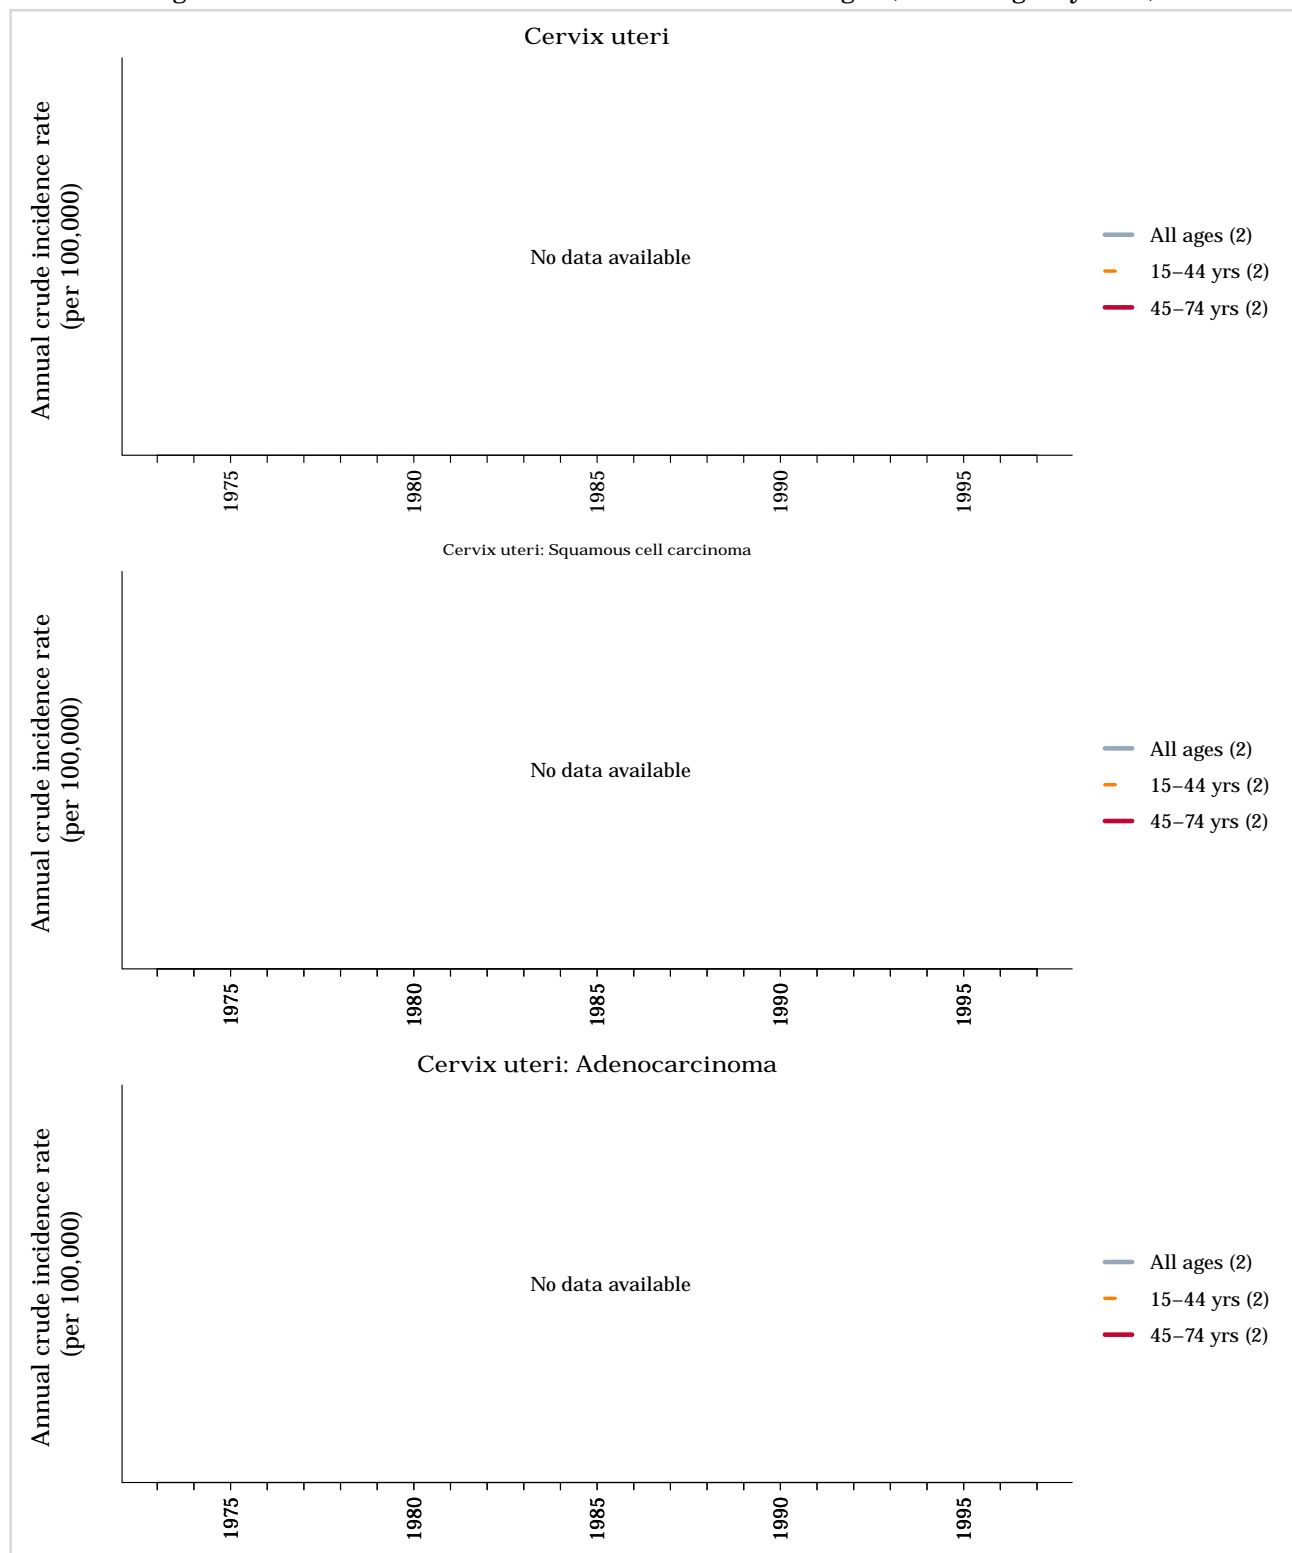 Cervix uteri
Annual crude incidence rate
(per 100,000)
No data available
All ages (2)
15–44 yrs (2)
45–74 yrs (2)
1975
1980
1985
1990
1995
Cervix uteri: Squamous cell carcinoma
Annual crude incidence rate
(per 100,000)
No data available
All ages (2)
15–44 yrs (2)
45–74 yrs (2)
1975
1980
1985
1990
1995
Cervix uteri: Adenocarcinoma
Annual crude incidence rate
(per 100,000)
No data available
All ages (2)
15–44 yrs (2)
45–74 yrs (2)
1975
1980
1985
1990
1995